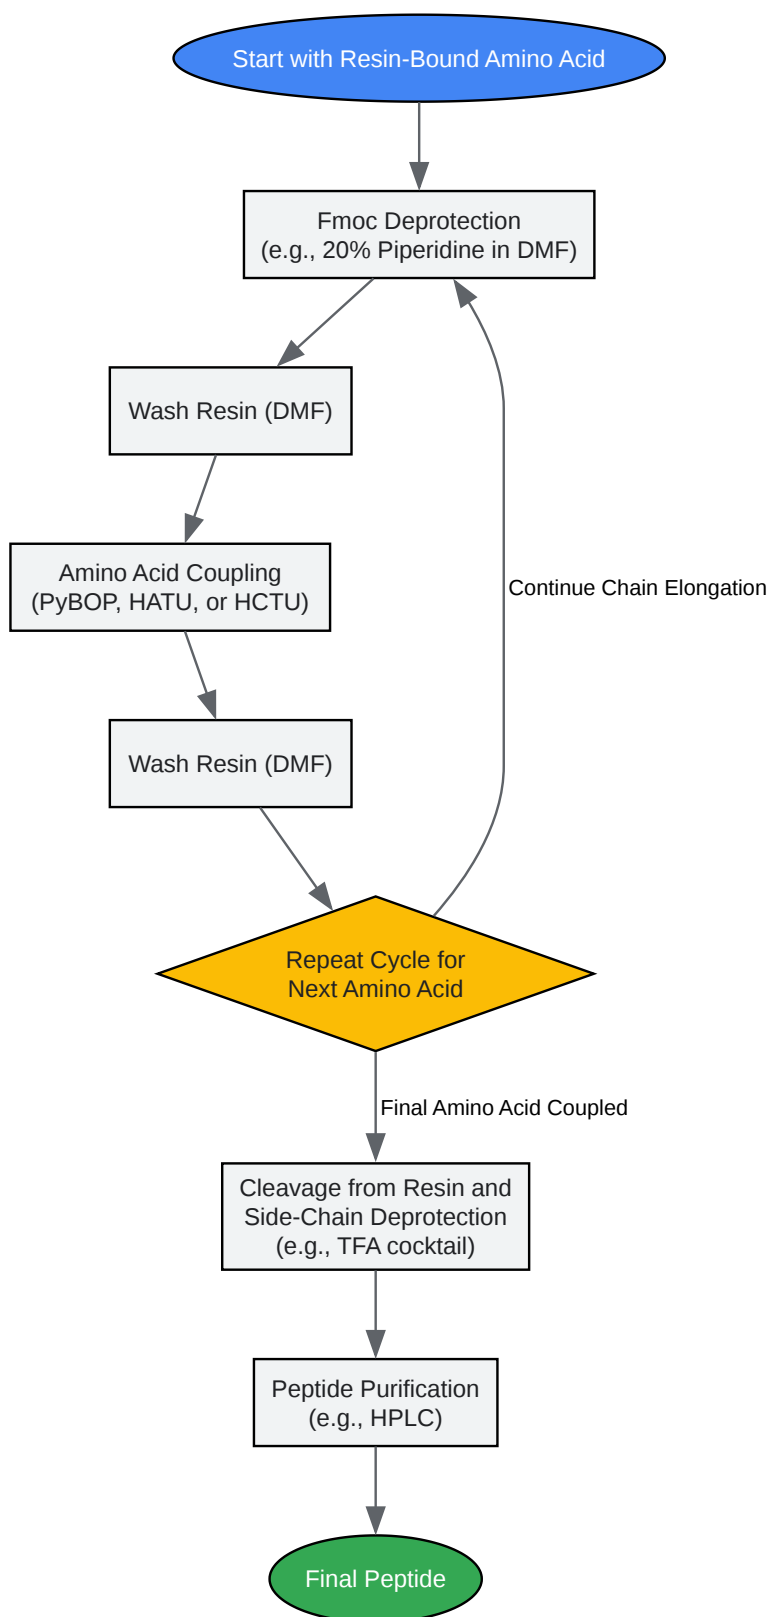 Start with Resin-Bound Amino Acid
Fmoc Deprotection
(e.g., 20% Piperidine in DMF)
Wash Resin (DMF)
Amino Acid Coupling
(PyBOP, HATU, or HCTU)
Continue Chain Elongation
Wash Resin (DMF)
Repeat Cycle for
Next Amino Acid
Final Amino Acid Coupled
Cleavage from Resin and
Side-Chain Deprotection
(e.g., TFA cocktail)
Peptide Purification
(e.g., HPLC)
Final Peptide